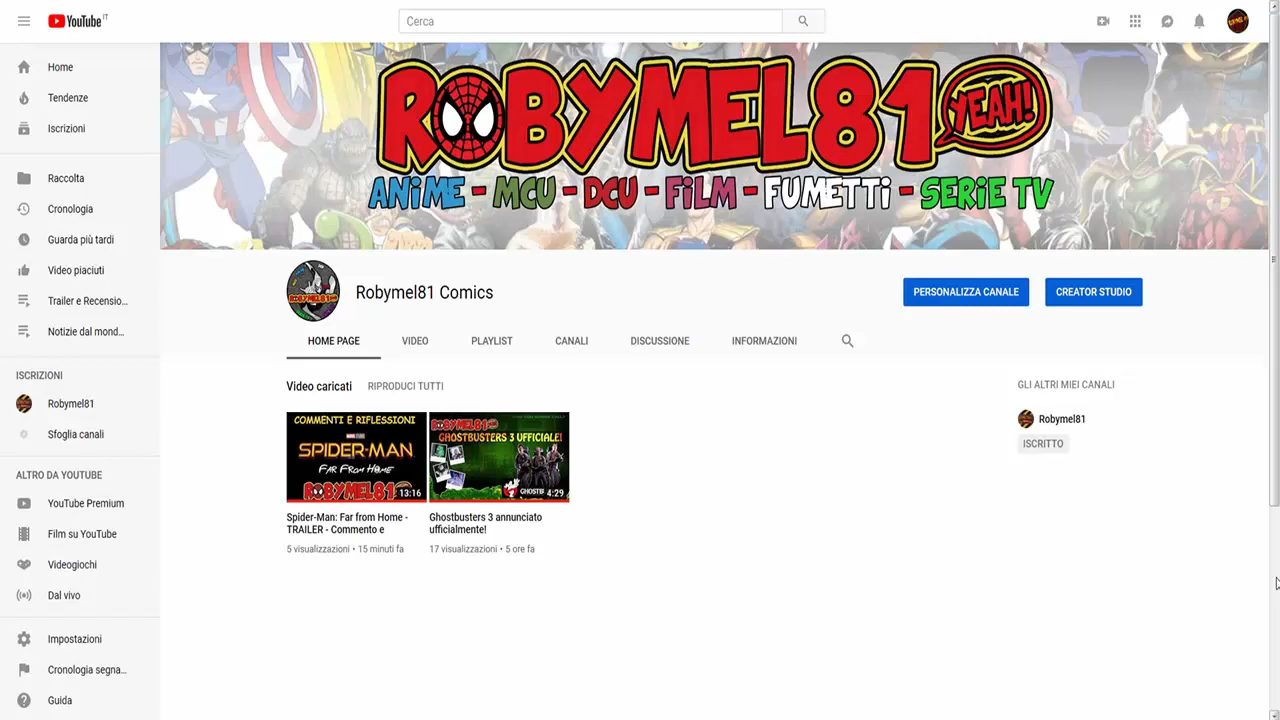 YouTube IT
Cerca
Home
Tendenze
Iscrizioni
Raccolta
Cronologia
Guarda più tardi
Video piaciuti
Trailer e Recensio...
Notizie dal mond...
ISCRIZIONI
Robymel81
Sfoglia canali
ALTRO DA YOUTUBE
YouTube Premium
Film su YouTube
Videogiochi
Dal vivo
Impostazioni
Cronologia segna...
Guida
ROBYMEL81 YEAH!
ANiME - MCU - DCU - FiLM - FUMETTi - SERiE TV
Robymel81 Comics
PERSONALIZZA CANALE
CREATOR STUDIO
HOME PAGE VIDEO PLAYLIST CANALI DISCUSSIONE INFORMAZIONI
Video caricati RIPRODUCI TUTTI
COMMENTI E RIFLESSIONI
SPIDER-MAN
FAR FROM HOME
ROBYMEL81
13:16
Spider-Man: Far from Home -
TRAILER - Commento e
5 visualizzazioni • 15 minuti fa
ROBYMEL81
GHOSTBUSTERS 3 UFFICIALE!
4:29
Ghostbusters 3 annunciato
ufficialmente!
17 visualizzazioni • 5 ore fa
GLI ALTRI MIEI CANALI
Robymel81
ISCRITTO